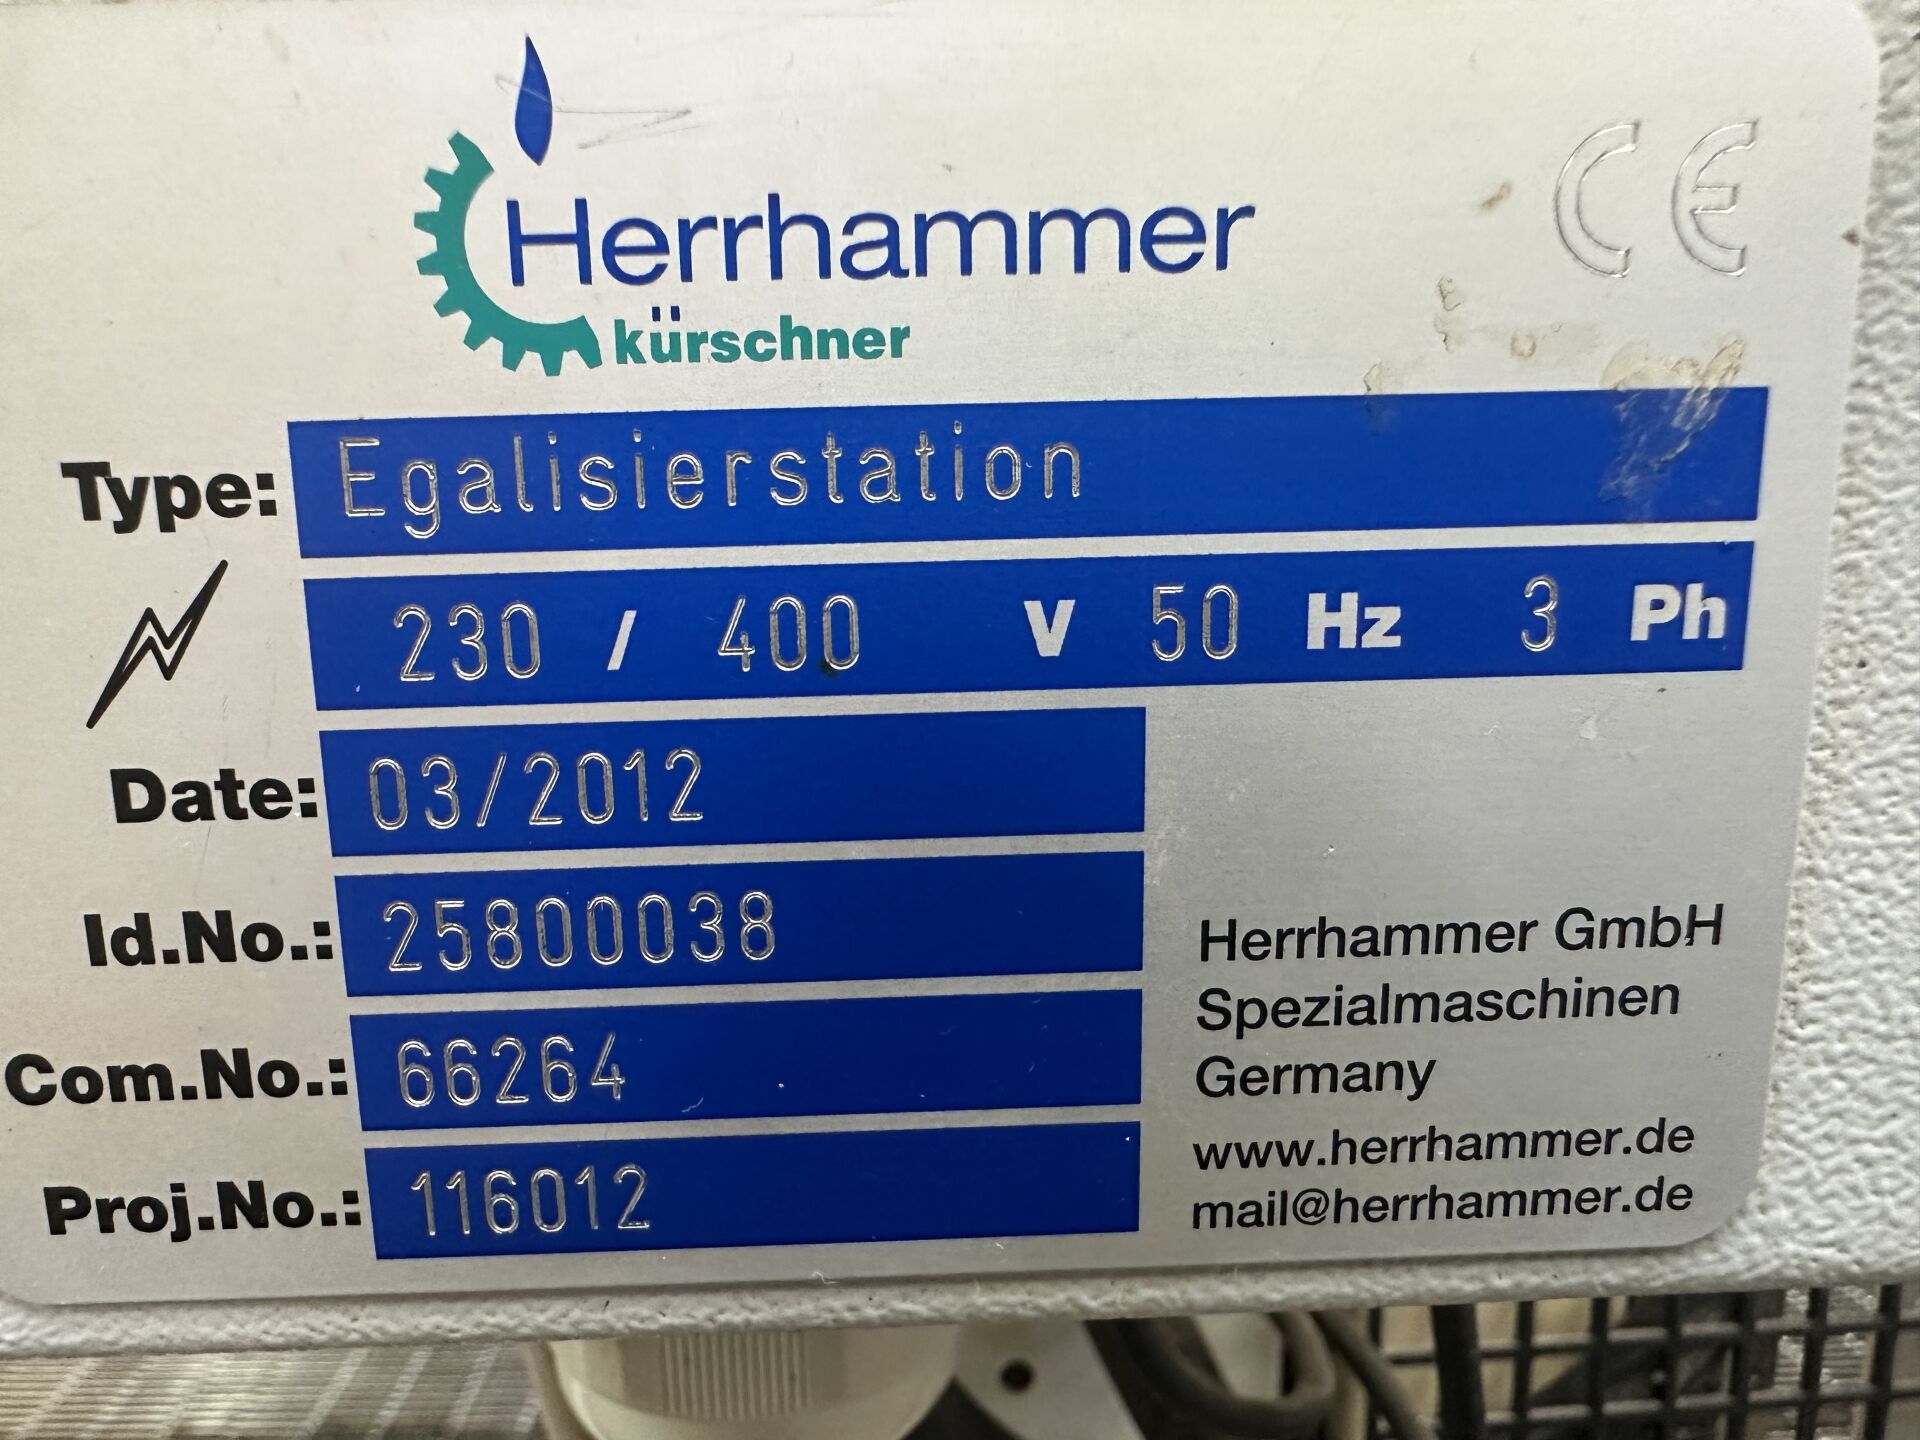 Herrhammer
kürschner
CE
Type: Egalisierstation
230 / 400 V 50 Hz 3 Ph
Date: 03/2012
Id.No.: 25800038
Com.No.: 66264
Proj.No.: 116012
Herrhammer GmbH
Spezialmaschinen
Germany
www.herrhammer.de
mail@herrhammer.de